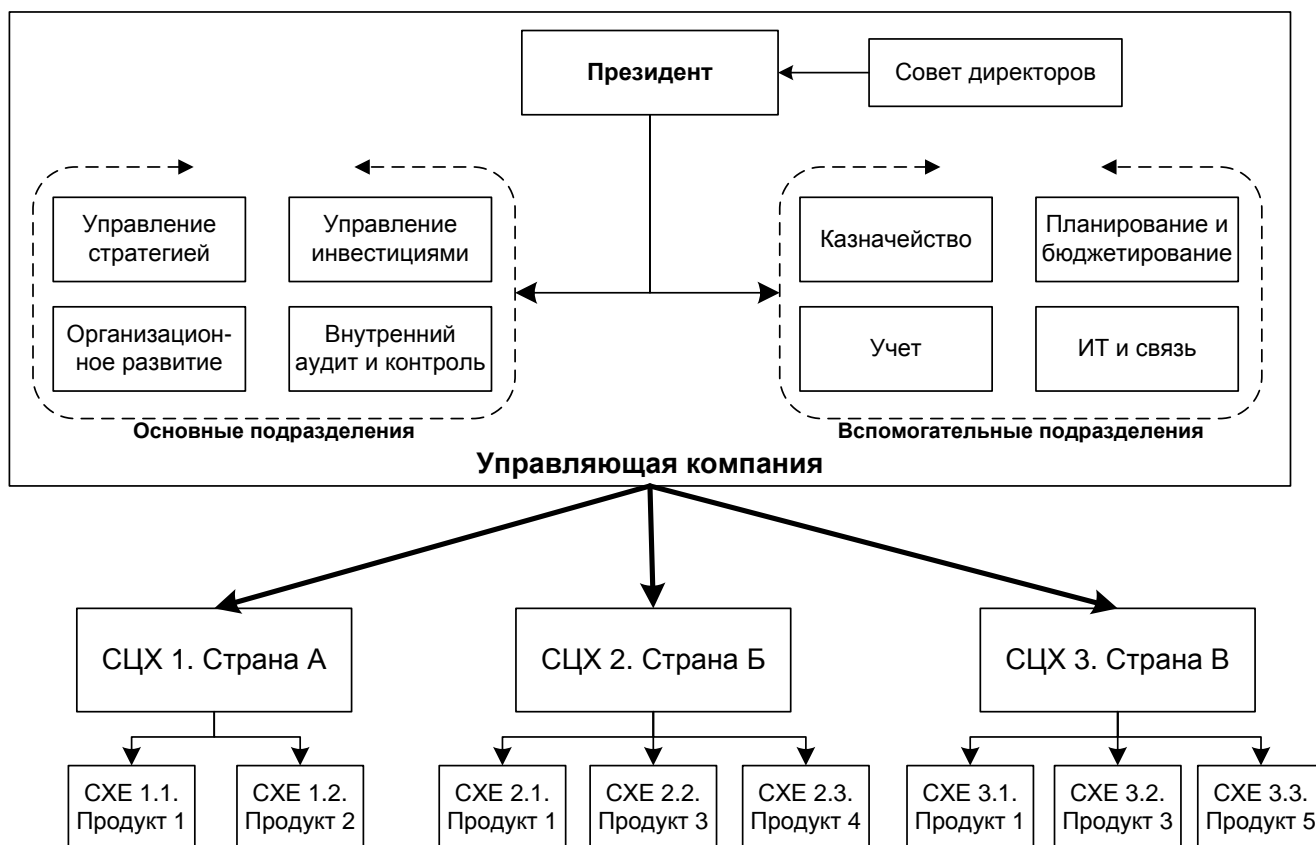 Президент
Совет директоров
Управление
стратегией
Управление
инвестициями
Казначейство
Планирование и
бюджетирование
Организацион-
ное развитие
Внутренний
аудит и контроль
Учет
ИТ и связь
Основные подразделения
Вспомогательные подразделения
Управляющая компания
СЦХ 1. Страна А
СЦХ 2. Страна Б
СЦХ 3. Страна В
СХЕ 1.1.
Продукт 1
СХЕ 1.2.
Продукт 2
СХЕ 2.1.
Продукт 1
СХЕ 2.2.
Продукт 3
СХЕ 2.3.
Продукт 4
СХЕ 3.1.
Продукт 1
СХЕ 3.2.
Продукт 3
СХЕ 3.3.
Продукт 5